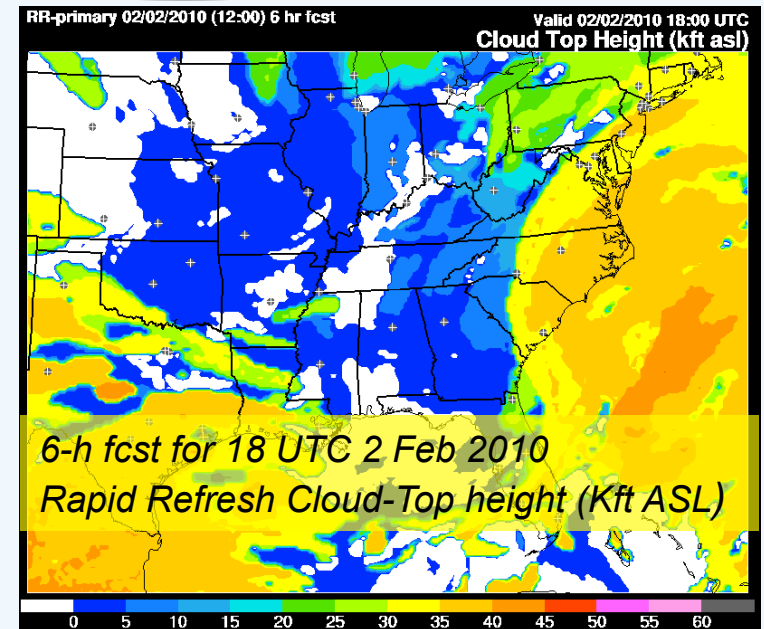 RR-primary 02/02/2010 (12:00) 6 hr fcst
Valid 02/02/2010 18:00 UTC
Cloud Top Height (kft asl)
6-h fcst for 18 UTC 2 Feb 2010
Rapid Refresh Cloud-Top height (Kft ASL)
0 5 10 15 20 25 30 35 40 45 50 55 60